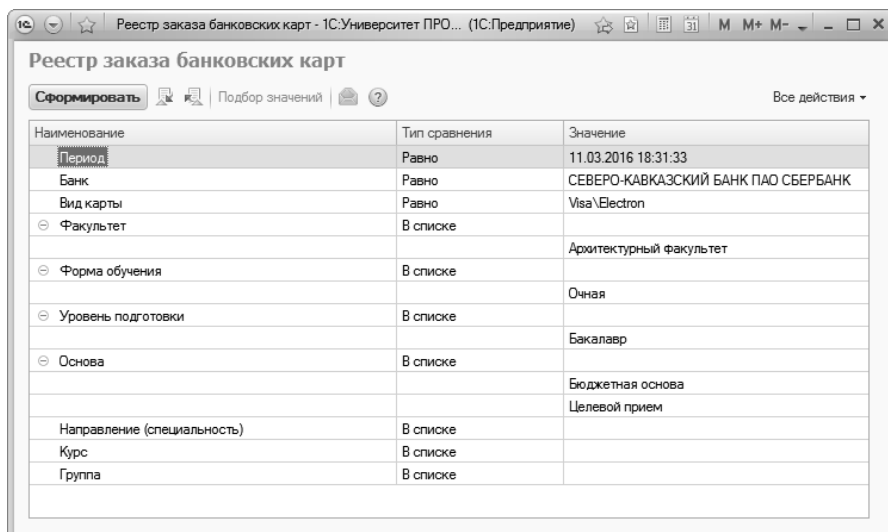 1С Реестр заказа банковских карт - 1С:Университет ПРО... (1С:Предприятие) 31 M M+ M-
Реестр заказа банковских карт
Сформировать Подбор значений ? Все действия
Наименование Тип сравнения Значение
Период Равно 11.03.2016 18:31:33
Банк Равно СЕВЕРО-КАВКАЗСКИЙ БАНК ПАО СБЕРБАНК
Вид карты Равно Visa\Electron
Факультет В списке
Архитектурный факультет
Форма обучения В списке
Очная
Уровень подготовки В списке
Бакалавр
Основа В списке
Бюджетная основа
Целевой прием
Направление (специальность) В списке
Курс В списке
Группа В списке